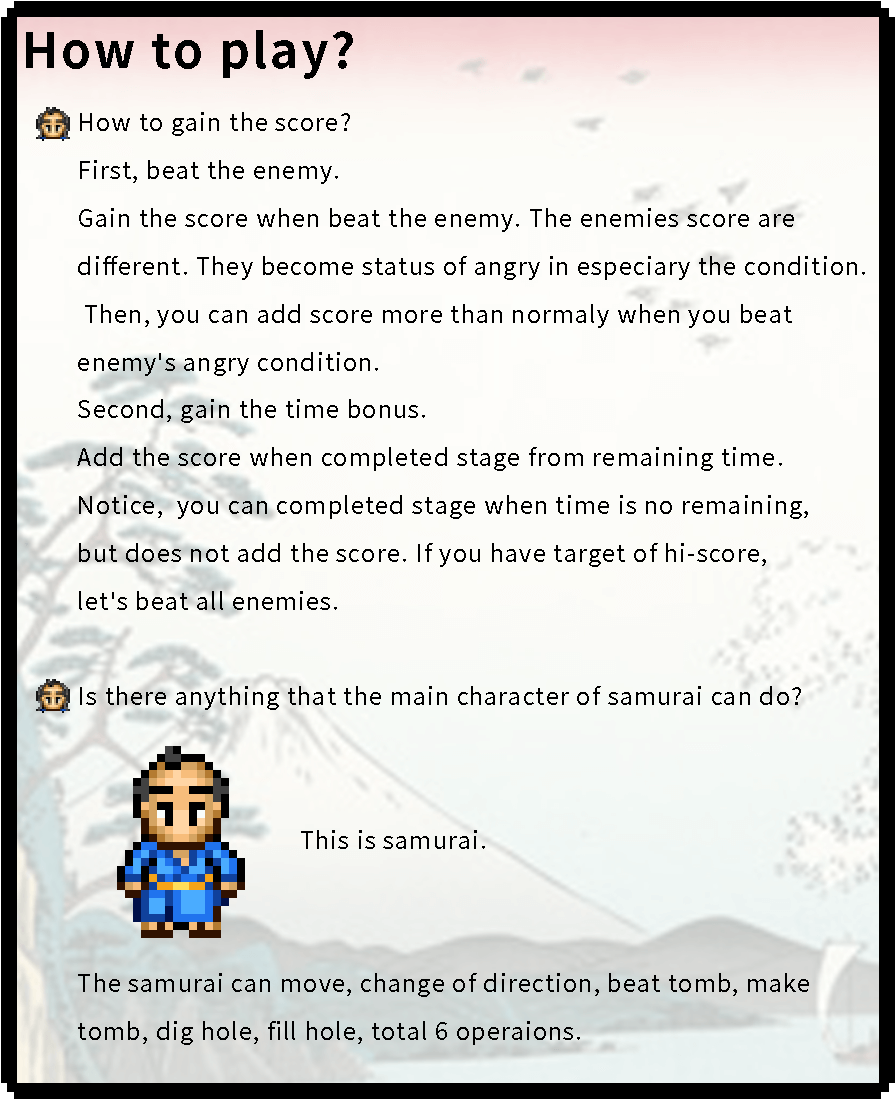 How to play?
How to gain the score?
First, beat the enemy.
Gain the score when beat the enemy. The enemies score are
different. They become status of angry in especiary the condition.
Then, you can add score more than normaly when you beat
enemy's angry condition.
Second, gain the time bonus.
Add the score when completed stage from remaining time.
Notice, you can completed stage when time is no remaining,
but does not add the score. If you have target of hi-score,
let's beat all enemies.
Is there anything that the main character of samurai can do?
This is samurai.
The samurai can move, change of direction, beat tomb, make
tomb, dig hole, fill hole, total 6 operaions.